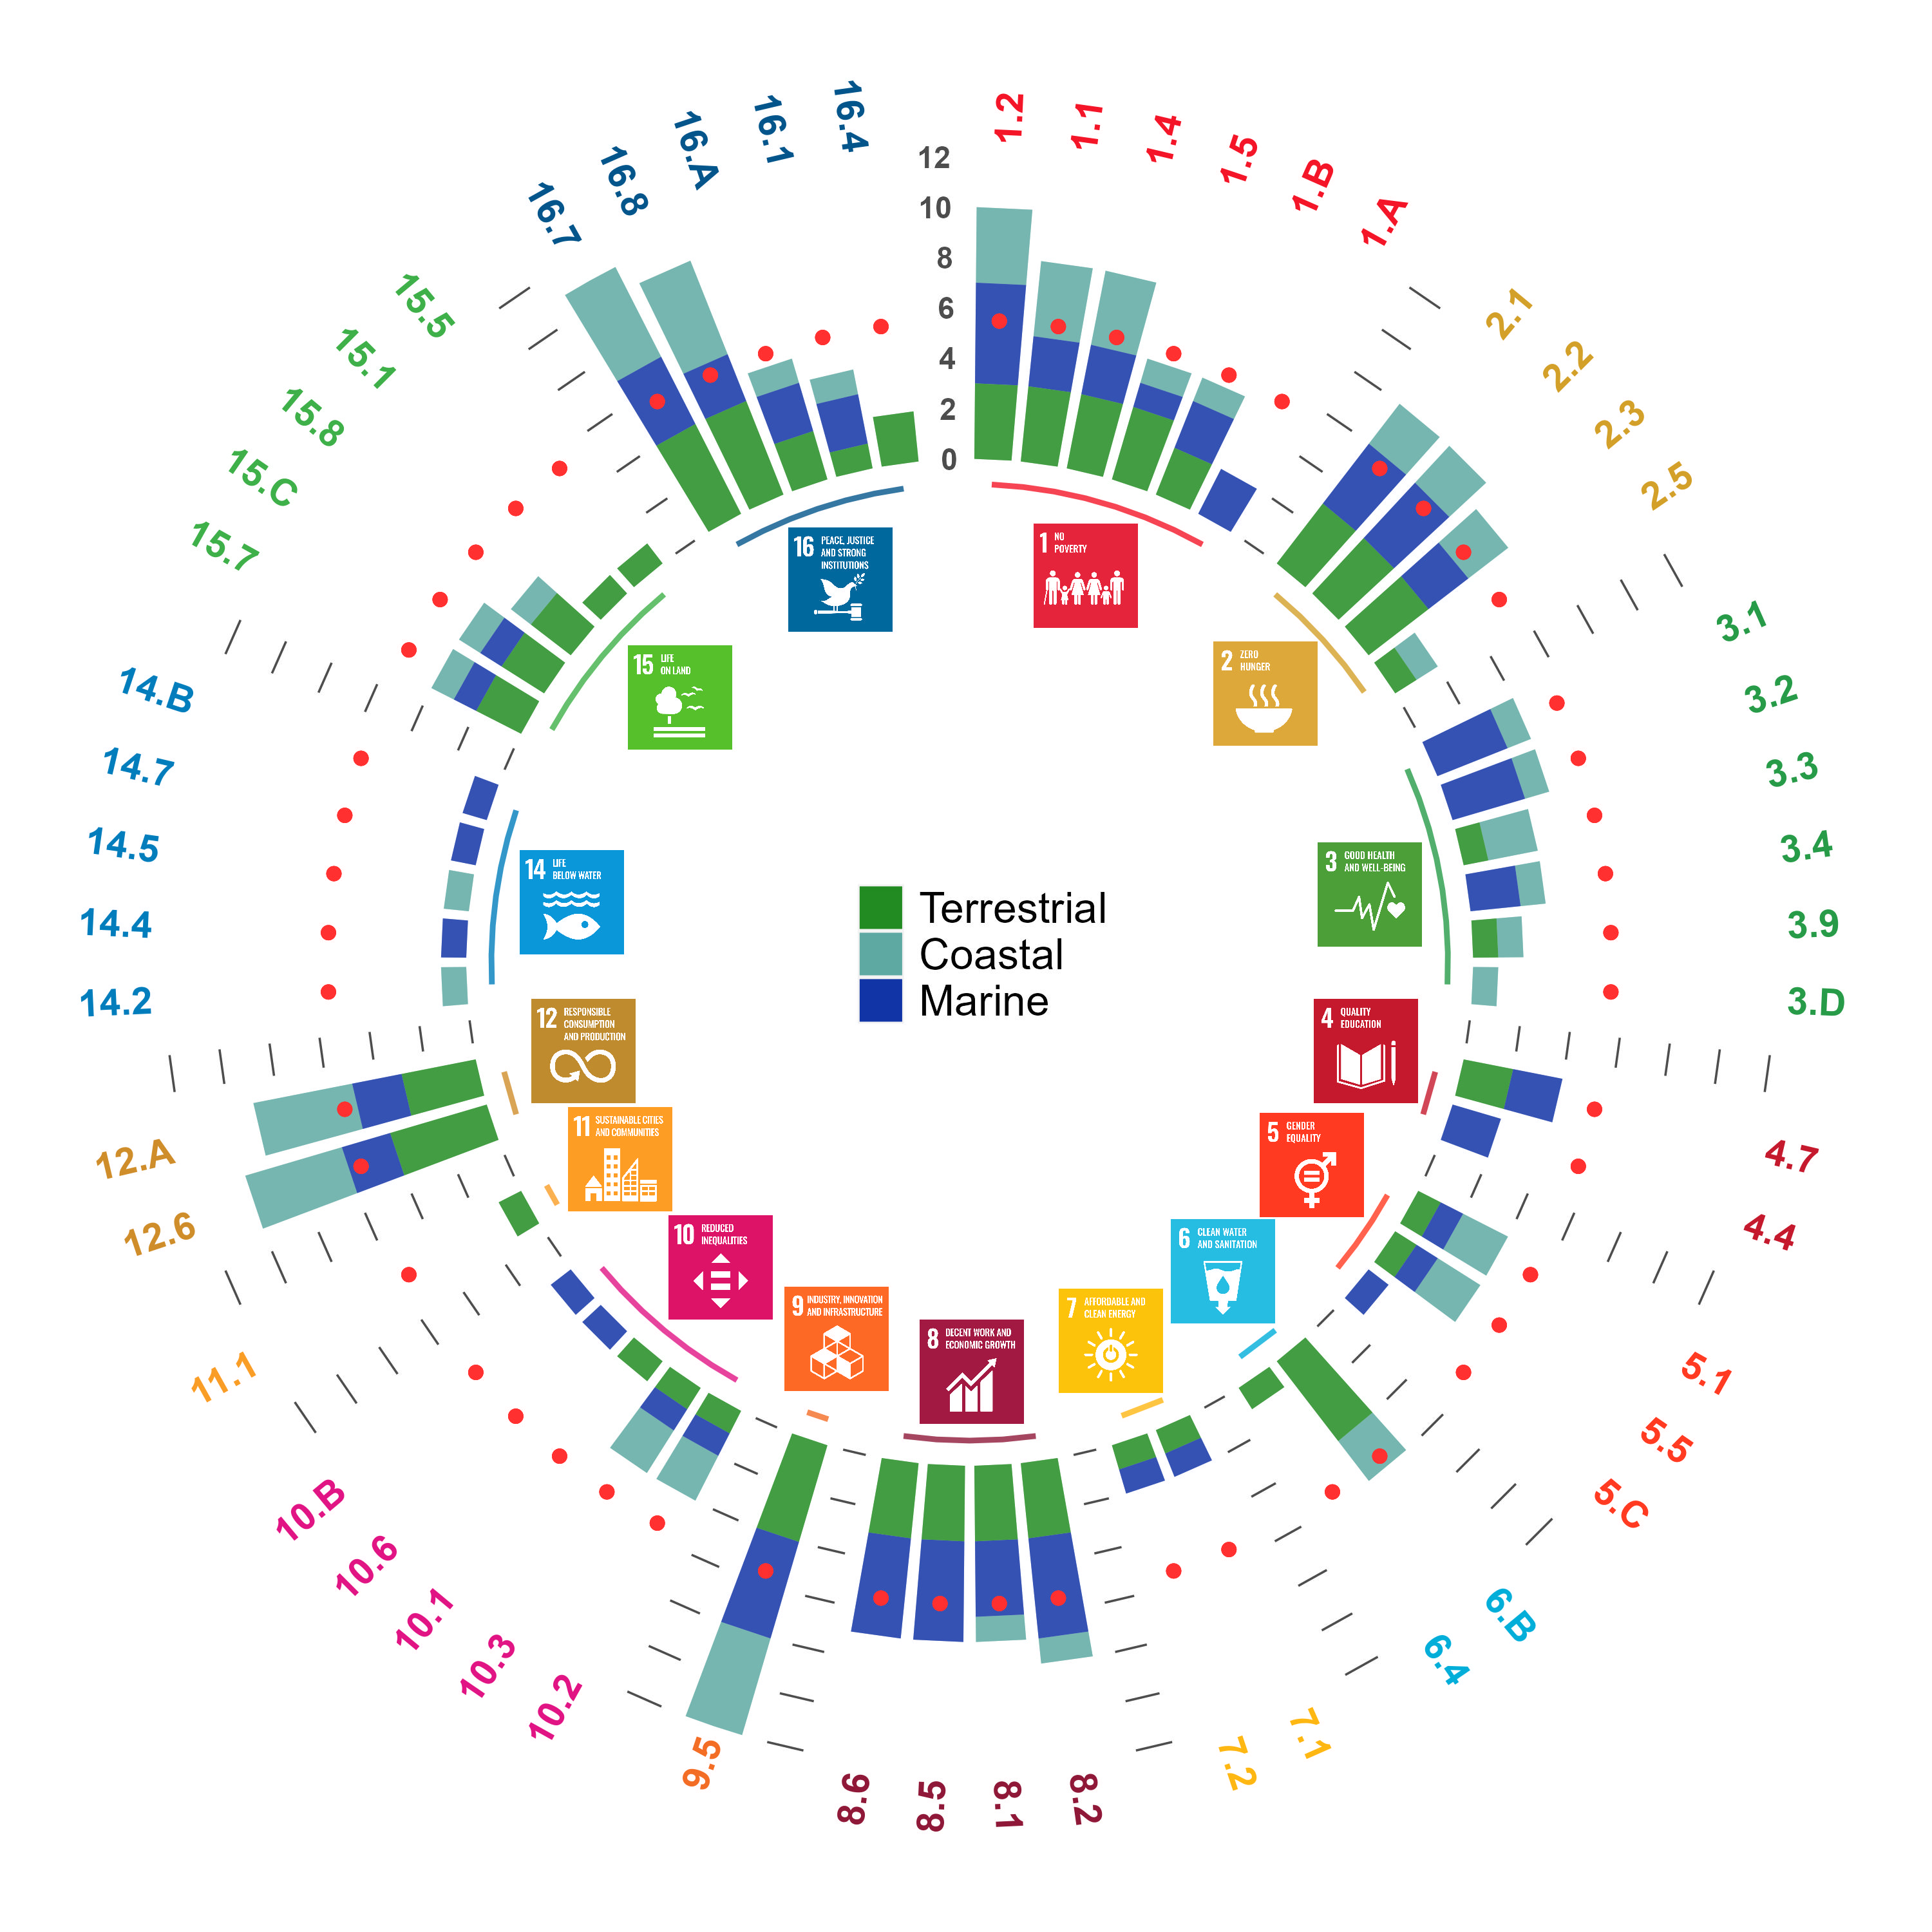 16.4
16.1
16.A
16.8
16.7
12
10
8
6
4
2
0
1.2
1.1
1.4
1.5
1.B
1.A
2.1
2.2
2.3
2.5
3.1
3.2
3.3
3.4
3.9
3.D
4.7
4.4
5.1
5.5
5.C
6.B
6.4
7.1
7.2
8.2
8.1
8.5
8.9
9.5
10.2
10.3
10.1
10.6
10.B
11.1
12.6
12.A
14.2
14.4
14.5
14.7
14.B
15.7
15.C
15.8
15.1
15.5
1 NO
POVERTY
2 ZERO
HUNGER
3 GOOD HEALTH
AND WELL-BEING
4 QUALITY
EDUCATION
5 GENDER
EQUALITY
6 CLEAN WATER
AND SANITATION
7 AFFORDABLE AND
CLEAN ENERGY
8 DECENT WORK AND
ECONOMIC GROWTH
9 INDUSTRY, INNOVATION
AND INFRASTRUCTURE
10 REDUCED
INEQUALITIES
11 SUSTAINABLE CITIES
AND COMMUNITIES
12 RESPONSIBLE
CONSUMPTION
AND PRODUCTION
14 LIFE
BELOW WATER
15 LIFE
ON LAND
16 PEACE, JUSTICE
AND STRONG
INSTITUTIONS
Terrestrial
Coastal
Marine